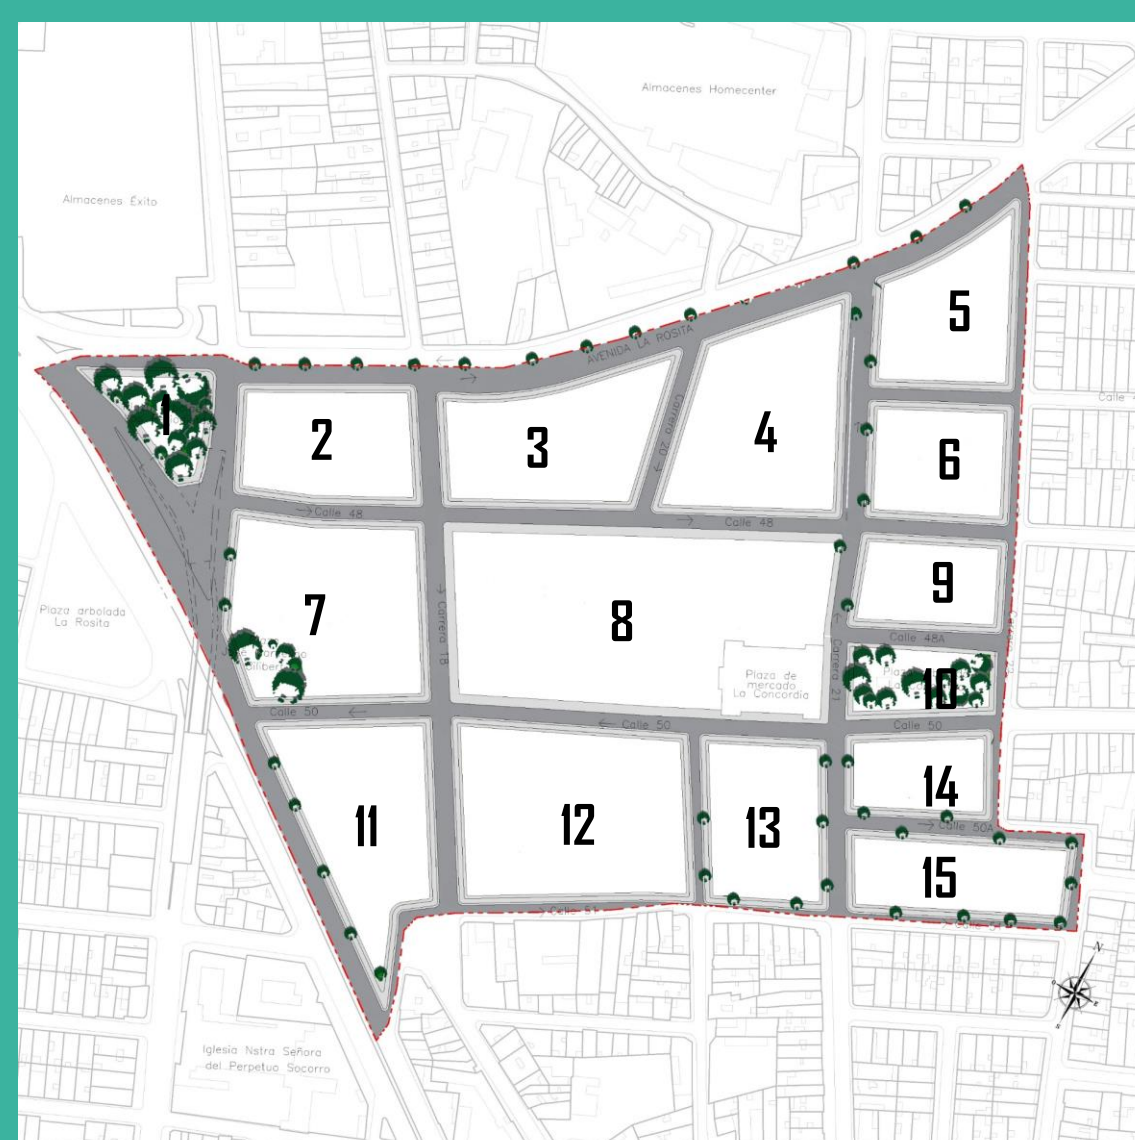 Almacenes Homecenter
Almacenes Éxito
AVENIDA LA ROSITA
1
2
3
4
5
6
Carrera 20
Calle 48
Calle 48
Plaza arbolada
La Rosita
7
8
9
Carrera 18
Calle 48A
Plaza de
mercado
La Concordia
Carrera 21
10
Calle 50
Calle 50
Calle 50
11
12
13
14
Calle 50A
15
Calle 51
N
Iglesia Nstra Señora
del Perpetuo Socorro